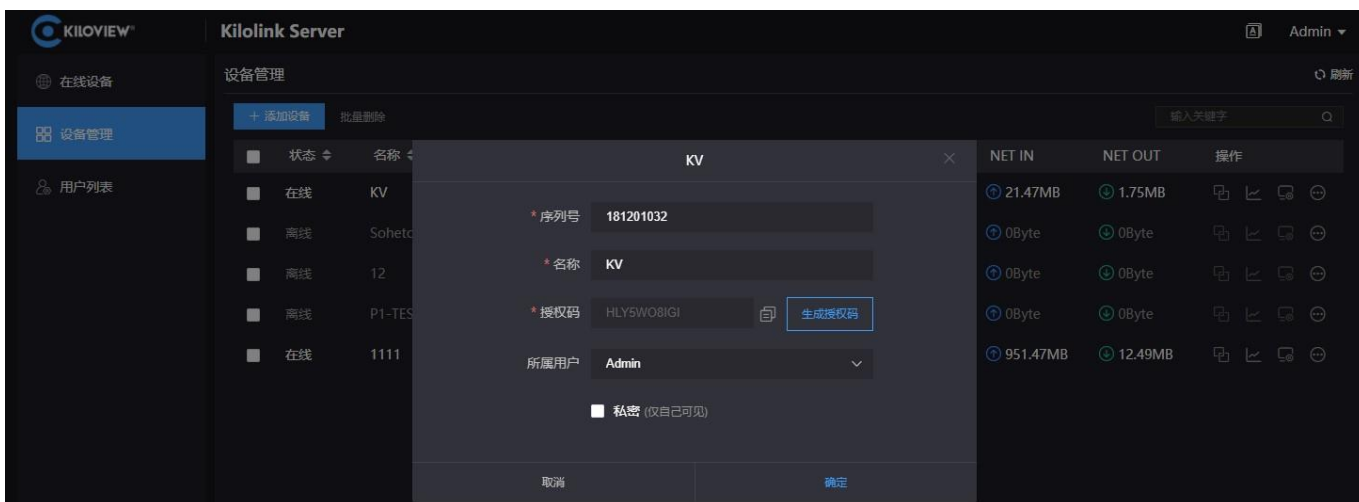 KILOVIEW® Kilolink Server Admin
在线设备
设备管理
用户列表
设备管理 刷新
+ 添加设备 批量删除 输入关键字
状态 名称 NET IN NET OUT 操作
在线 KV 21.47MB 1.75MB
离线 0Byte 0Byte
离线 12 0Byte 0Byte
离线 0Byte 0Byte
在线 1111 951.47MB 12.49MB
KV
* 序列号 181201032
* 名称 KV
* 授权码 HLY5WO8IGI 生成授权码
所属用户 Admin
私密 (仅自己可见)
取消 确定